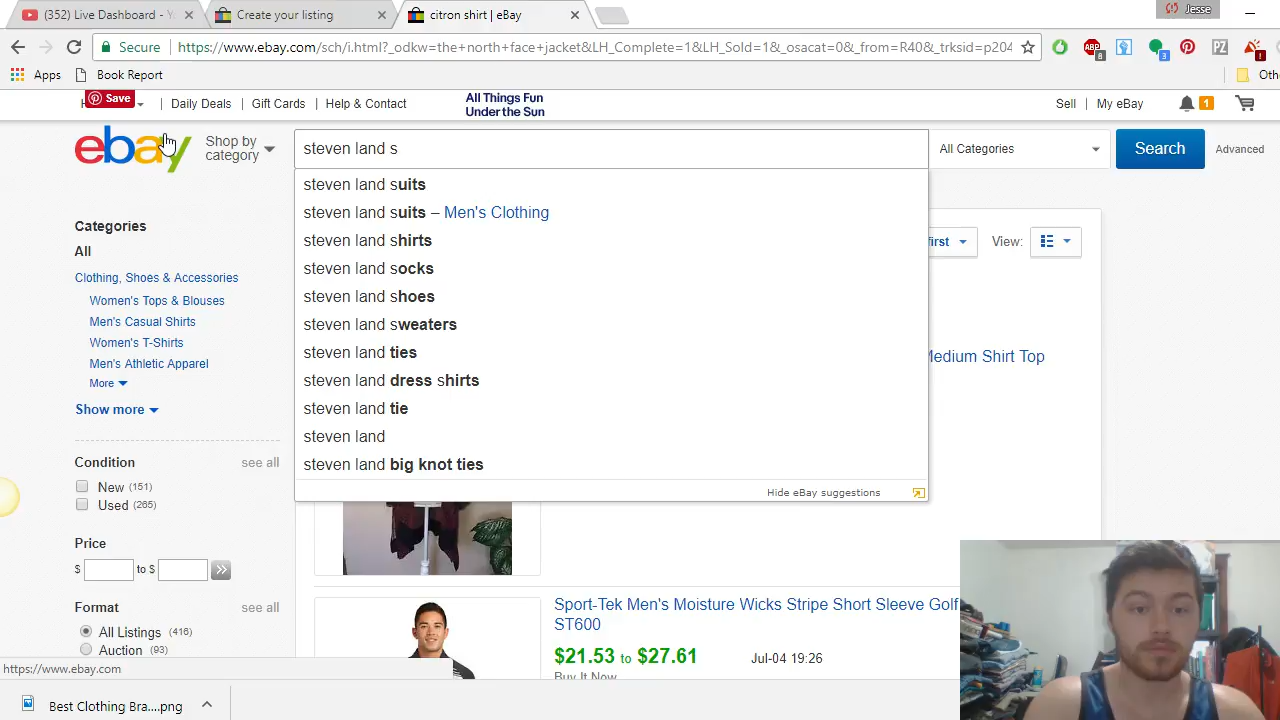 (352) Live Dashboard - Y
Create your listing
citron shirt | eBay
Jesse
Secure
https://www.ebay.com/sch/i.html?_odkw=the+north+face+jacket&LH_Complete=1&LH_Sold=1&_osacat=0&_from=R40&_trksid=p204
ABP
8
3
PZ
Apps
Book Report
Othe
Save
Daily Deals
Gift Cards
Help & Contact
All Things Fun
Under the Sun
Sell
My eBay
1
ebay
Shop by
category
steven land s
All Categories
Search
Advanced
steven land suits
steven land suits – Men's Clothing
steven land shirts
steven land socks
steven land shoes
steven land sweaters
steven land ties
steven land dress shirts
steven land tie
steven land
steven land big knot ties
Hide eBay suggestions
Categories
All
Clothing, Shoes & Accessories
Women's Tops & Blouses
Men's Casual Shirts
Women's T-Shirts
Men's Athletic Apparel
More
Show more
first
View:
Medium Shirt Top
Condition
see all
New (151)
Used (265)
Price
$
to $
Format
see all
All Listings (416)
Auction (93)
Sport-Tek Men's Moisture Wicks Stripe Short Sleeve Golf
ST600
$21.53 to $27.61
Jul-04 19:26
Buy It Now
https://www.ebay.com
Best Clothing Bra....png